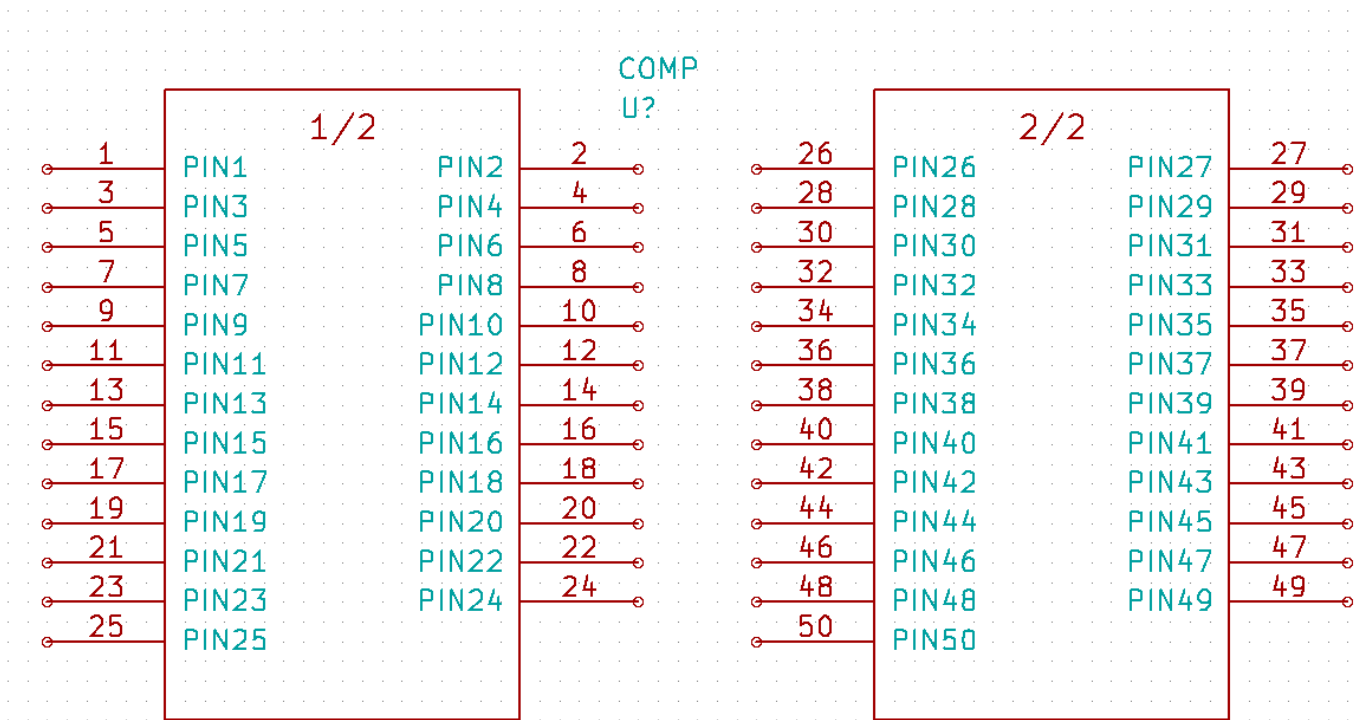 COMP
U?
1/2
1 PIN1 PIN2 2
3 PIN3 PIN4 4
5 PIN5 PIN6 6
7 PIN7 PIN8 8
9 PIN9 PIN10 10
11 PIN11 PIN12 12
13 PIN13 PIN14 14
15 PIN15 PIN16 16
17 PIN17 PIN18 18
19 PIN19 PIN20 20
21 PIN21 PIN22 22
23 PIN23 PIN24 24
25 PIN25
2/2
26 PIN26 PIN27 27
28 PIN28 PIN29 29
30 PIN30 PIN31 31
32 PIN32 PIN33 33
34 PIN34 PIN35 35
36 PIN36 PIN37 37
38 PIN38 PIN39 39
40 PIN40 PIN41 41
42 PIN42 PIN43 43
44 PIN44 PIN45 45
46 PIN46 PIN47 47
48 PIN48 PIN49 49
50 PIN50